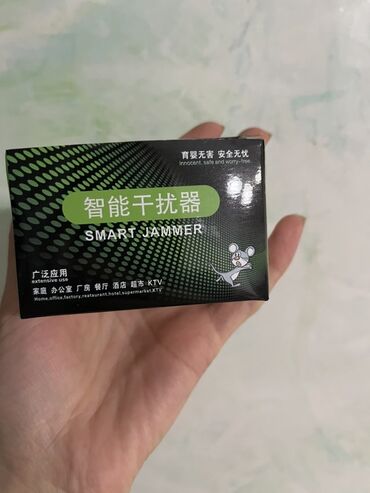 育婴无害 安全无忧
innocent, safe and worry-free
智能干扰器
SMART JAMMER
广泛应用
extensive use
家庭 办公室 厂房 餐厅 酒店 超市 KTV
Home,office,factory,reataurant,hotel,supermarket,KTV